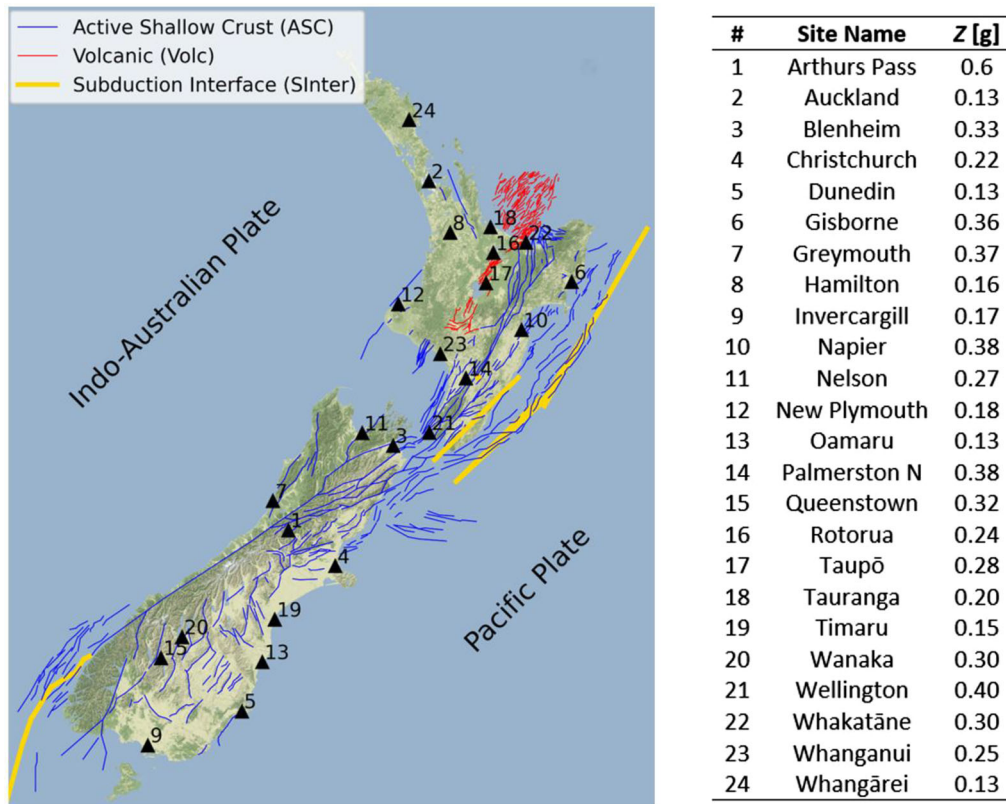 Active Shallow Crust (ASC)
Volcanic (Volc)
Subduction Interface (SInter)
24
2
8
18
22
16
17
6
12
10
23
14
11
3
21
7
1
4
19
20
15
13
5
9
Indo-Australian Plate
Pacific Plate
# Site Name Z [g]
1 Arthurs Pass 0.6
2 Auckland 0.13
3 Blenheim 0.33
4 Christchurch 0.22
5 Dunedin 0.13
6 Gisborne 0.36
7 Greymouth 0.37
8 Hamilton 0.16
9 Invercargill 0.17
10 Napier 0.38
11 Nelson 0.27
12 New Plymouth 0.18
13 Oamaru 0.13
14 Palmerston N 0.38
15 Queenstown 0.32
16 Rotorua 0.24
17 Taupō 0.28
18 Tauranga 0.20
19 Timaru 0.15
20 Wanaka 0.30
21 Wellington 0.40
22 Whakatāne 0.30
23 Whanganui 0.25
24 Whangārei 0.13